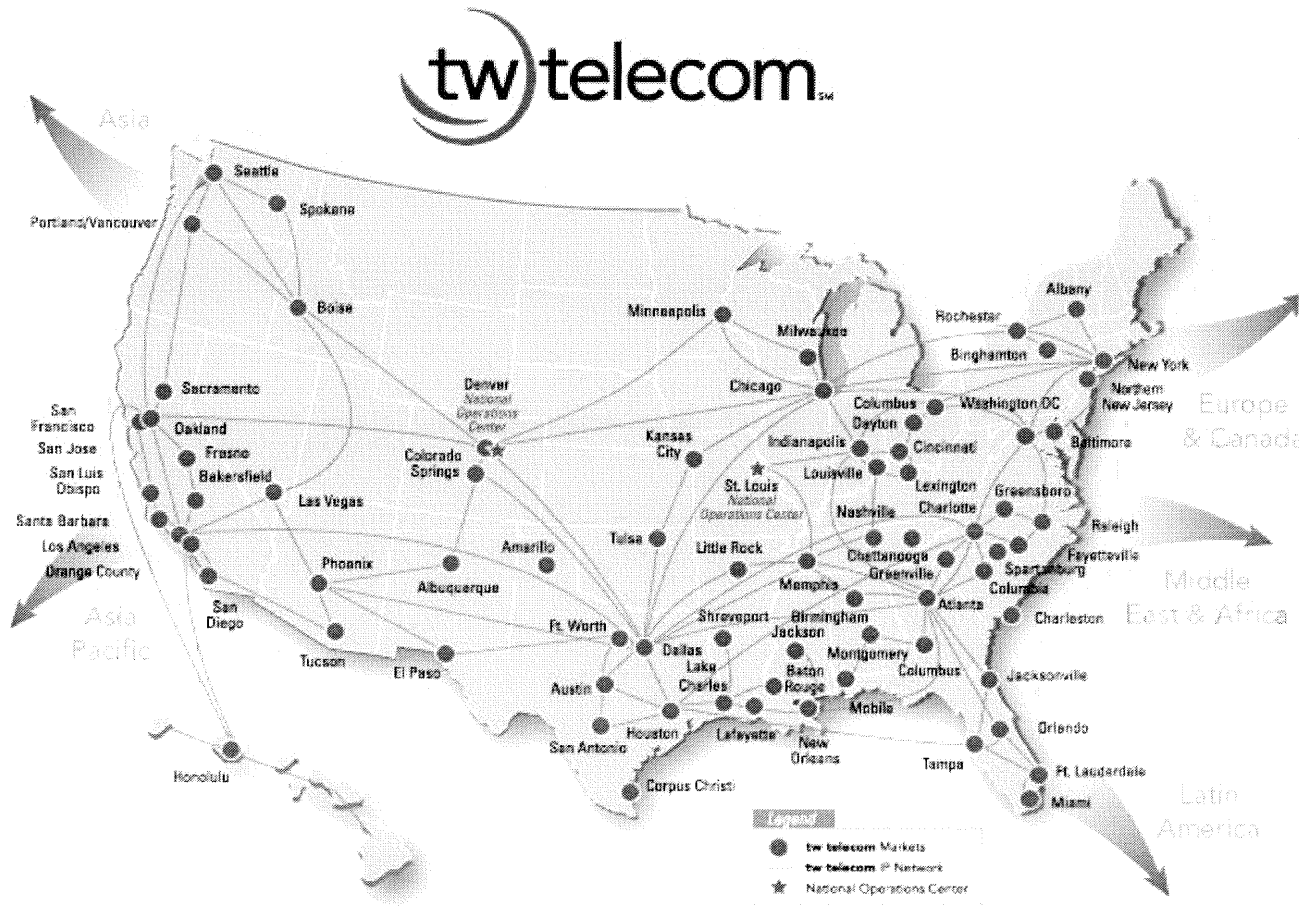 tw telecom SM
Asia
Seattle
Spokane
Portland/Vancouver
Boise
Minneapolis
Milwaukee
Albany
Rochester
Binghamton
New York
Northern
New Jersey
Europe
& Canada
Sacramento
San
Francisco
Oakland
San Jose
Fresno
San Luis
Obispo
Bakersfield
Las Vegas
Santa Barbara
Los Angeles
Orange County
Asia
Pacific
San
Diego
Phoenix
Tucson
El Paso
Albuquerque
Amarillo
Denver
National
Operations
Center
Colorado
Springs
Chicago
Columbus
Dayton
Washington DC
Baltimore
Kansas
City
Indianapolis
Cincinnati
St. Louis
National
Operations Center
Louisville
Lexington
Greensboro
Nashville
Charlotte
Raleigh
Tulsa
Little Rock
Chattanooga
Fayetteville
Memphis
Greenville
Spartanburg
Columbia
Middle
East & Africa
Ft. Worth
Dallas
Shreveport
Birmingham
Atlanta
Charleston
Jackson
Montgomery
Columbus
Lake
Charles
Baton
Rouge
Mobile
Jacksonville
Austin
San Antonio
Houston
Lafayette
New
Orleans
Tampa
Orlando
Corpus Christi
Ft. Lauderdale
Miami
Latin
America
Honolulu
Legend
tw telecom Markets
tw telecom IP Network
National Operations Center